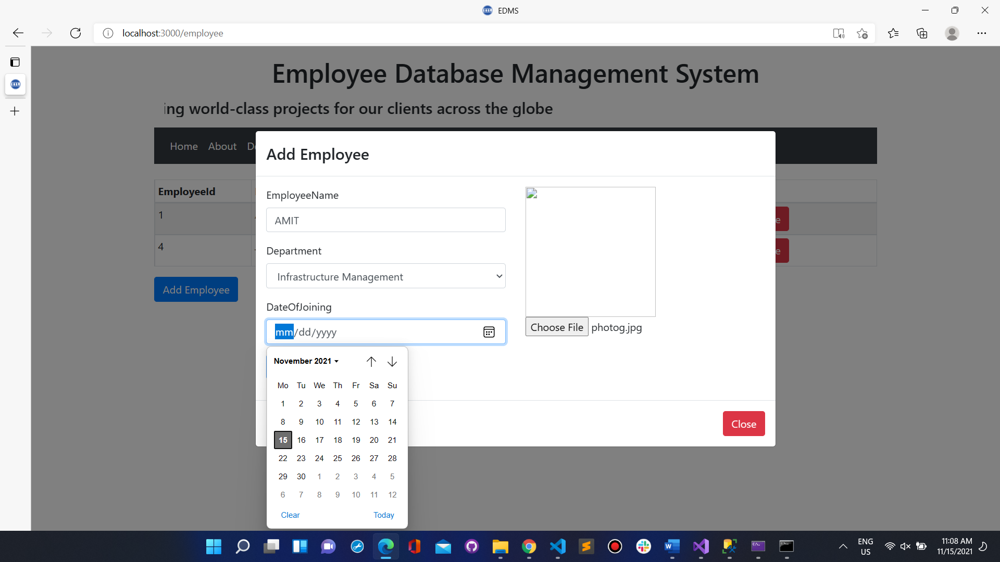 EDMS
localhost:3000/employee
Employee Database Management System
ing world-class projects for our clients across the globe
Home About
Add Employee
EmployeeId
1
4
Add Employee
EmployeeName
AMIT
Department
Infrastructure Management
DateOfJoining
mm/dd/yyyy
Choose File photog.jpg
November 2021
Mo Tu We Th Fr Sa Su
1 2 3 4 5 6 7
8 9 10 11 12 13 14
15 16 17 18 19 20 21
22 23 24 25 26 27 28
29 30 1 2 3 4 5
6 7 8 9 10 11 12
Clear Today
Close
ENG
US
11:08 AM
11/15/2021